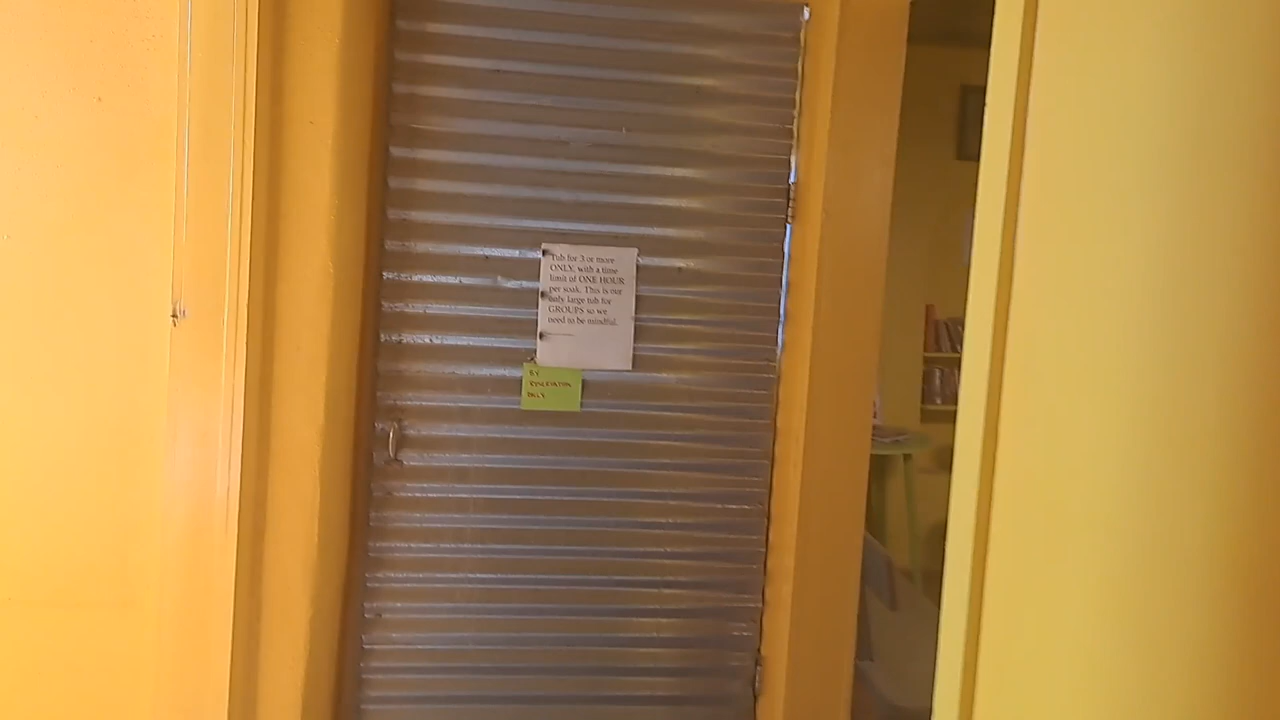 Tub for 3 or more
ONLY, with a time
limit of ONE HOUR
per soak. This is our
only large tub for
GROUPS so we
need to be mindful.
BY
RESERVATION
ONLY